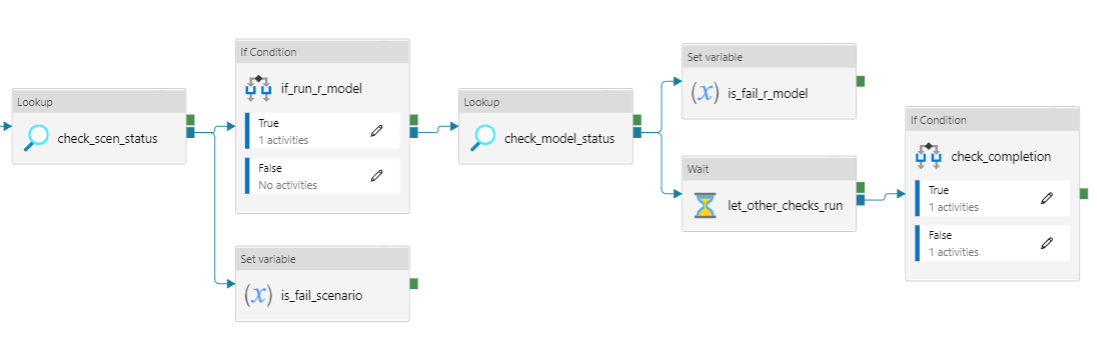 Lookup
check_scen_status
If Condition
if_run_r_model
True
1 activities
False
No activities
Set variable
(x) is_fail_scenario
Lookup
check_model_status
Set variable
(x) is_fail_r_model
Wait
let_other_checks_run
If Condition
check_completion
True
1 activities
False
1 activities